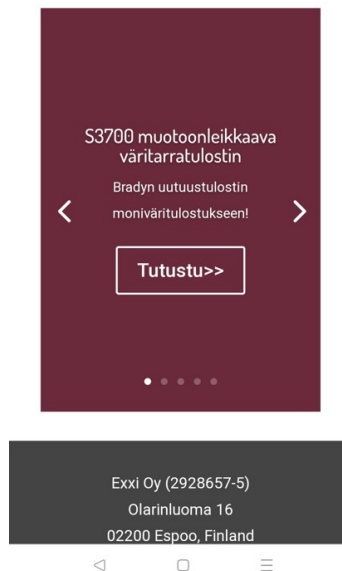 S3700 muotoonleikkaava
väritarratulostin
Bradyn uutuustulostin
moniväritulostukseen!
Tutustu>>
Exxi Oy (2928657-5)
Olarinluoma 16
02200 Espoo, Finland